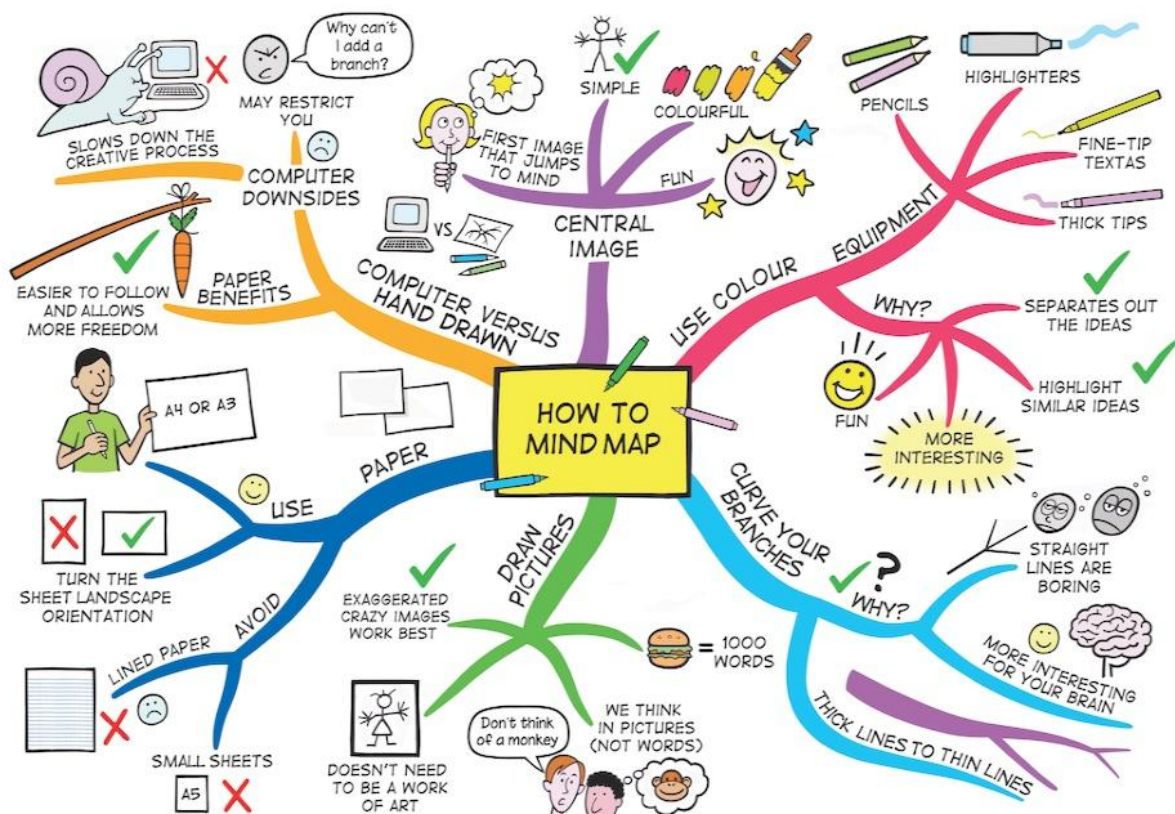 HOW TO
MIND MAP
CENTRAL
IMAGE
FIRST IMAGE
THAT JUMPS
TO MIND
SIMPLE
COLOURFUL
FUN
USE COLOUR
EQUIPMENT
PENCILS
HIGHLIGHTERS
FINE-TIP
TEXTAS
THICK TIPS
WHY?
SEPARATES OUT
THE IDEAS
HIGHLIGHT
SIMILAR IDEAS
MORE
INTERESTING
FUN
CURVE YOUR
BRANCHES
?
WHY?
STRAIGHT
LINES ARE
BORING
MORE INTERESTING
FOR YOUR
BRAIN
THICK LINES TO THIN LINES
DRAW
PICTURES
= 1000
WORDS
WE THINK
IN PICTURES
(NOT WORDS)
Don't think
of a monkey
DOESN'T NEED
TO BE A WORK
OF ART
EXAGGERATED
CRAZY IMAGES
WORK BEST
PAPER
USE
A4 OR A3
TURN THE
SHEET LANDSCAPE
ORIENTATION
AVOID
LINED PAPER
SMALL SHEETS
A5
COMPUTER VERSUS
HAND DRAWN
VS
PAPER
BENEFITS
EASIER TO FOLLOW
AND ALLOWS
MORE FREEDOM
COMPUTER
DOWNSIDES
SLOWS DOWN THE
CREATIVE PROCESS
MAY RESTRICT
YOU
Why can't
I add a
branch?